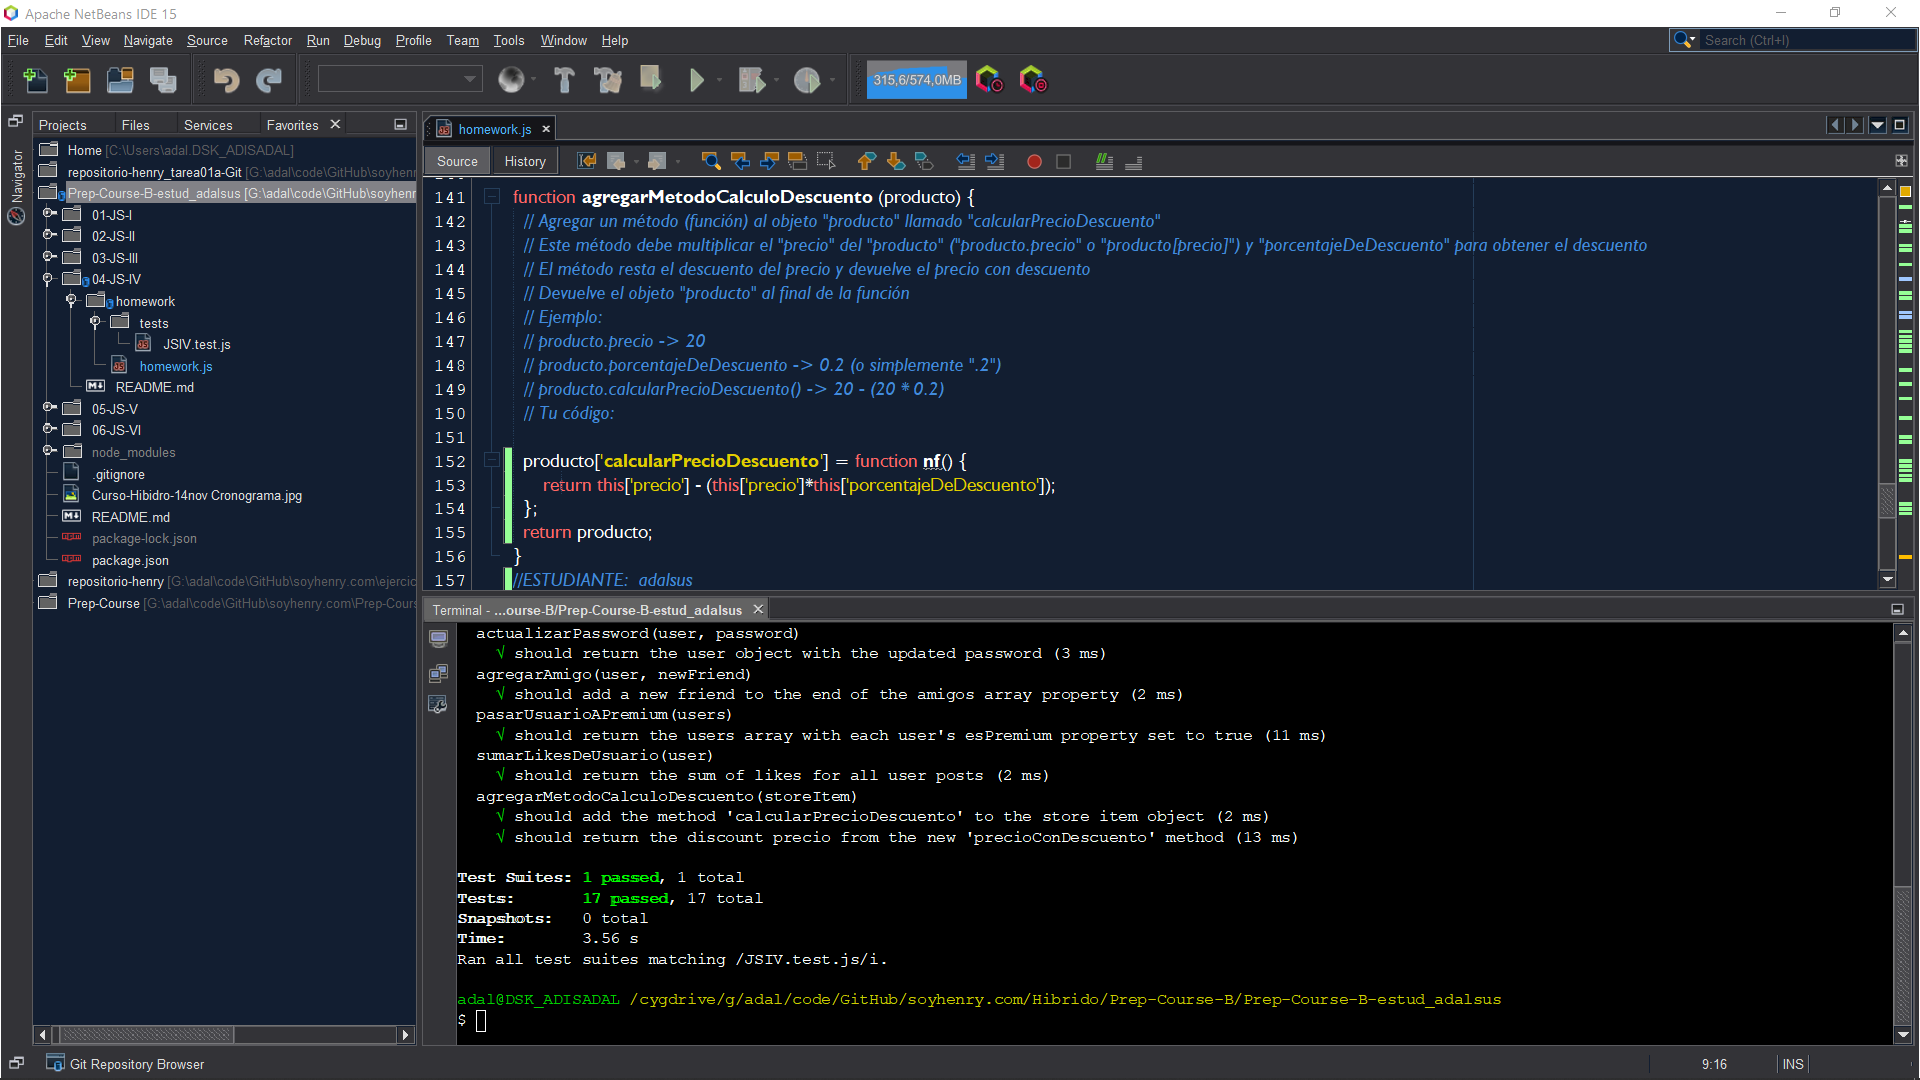 Apache NetBeans IDE 15
File Edit View Navigate Source Refactor Run Debug Profile Team Tools Window Help
Search (Ctrl+I)
315,6/574,0MB
Projects Files Services Favorites
Navigator
Home [C:\Users\adal.DSK_ADISADAL]
repositorio-henry_tarea01a-Git [G:\adal\code\GitHub\soyhenr
Prep-Course-B-estud_adalsus [G:\adal\code\GitHub\soyhenr
01-JS-I
02-JS-II
03-JS-III
04-JS-IV
homework
tests
JSIV.test.js
homework.js
README.md
05-JS-V
06-JS-VI
node_modules
.gitignore
Curso-Hibidro-14nov Cronograma.jpg
README.md
package-lock.json
package.json
repositorio-henry [G:\adal\code\GitHub\soyhenry.com\ejercic
Prep-Course [G:\adal\code\GitHub\soyhenry.com\Prep-Cours
homework.js
Source History
141 function agregarMetodoCalculoDescuento (producto) {
142 // Agregar un método (función) al objeto "producto" llamado "calcularPrecioDescuento"
143 // Este método debe multiplicar el "precio" del "producto" ("producto.precio" o "producto[precio]") y "porcentajeDeDescuento" para obtener el descuento
144 // El método resta el descuento del precio y devuelve el precio con descuento
145 // Devuelve el objeto "producto" al final de la función
146 // Ejemplo:
147 // producto.precio -> 20
148 // producto.porcentajeDeDescuento -> 0.2 (o simplemente ".2")
149 // producto.calcularPrecioDescuento() -> 20 - (20 * 0.2)
150 // Tu código:
151
152 producto['calcularPrecioDescuento'] = function nf() {
153 return this['precio'] - (this['precio']*this['porcentajeDeDescuento']);
154 };
155 return producto;
156 }
157 //ESTUDIANTE: adalsus
Terminal - ...ourse-B/Prep-Course-B-estud_adalsus
actualizarPassword(user, password)
√ should return the user object with the updated password (3 ms)
agregarAmigo(user, newFriend)
√ should add a new friend to the end of the amigos array property (2 ms)
pasarUsuarioAPremium(users)
√ should return the users array with each user's esPremium property set to true (11 ms)
sumarLikesDeUsuario(user)
√ should return the sum of likes for all user posts (2 ms)
agregarMetodoCalculoDescuento(storeItem)
√ should add the method 'calcularPrecioDescuento' to the store item object (2 ms)
√ should return the discount precio from the new 'precioConDescuento' method (13 ms)
Test Suites: 1 passed, 1 total
Tests: 17 passed, 17 total
Snapshots: 0 total
Time: 3.56 s
Ran all test suites matching /JSIV.test.js/i.
adal@DSK_ADISADAL /cygdrive/g/adal/code/GitHub/soyhenry.com/Hibrido/Prep-Course-B/Prep-Course-B-estud_adalsus
$
Git Repository Browser
9:16 INS